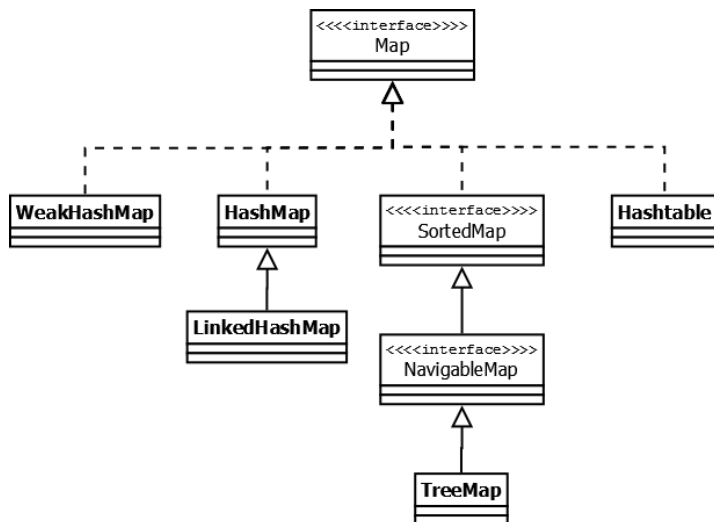 <<<<interface>>>>
Map
WeakHashMap
HashMap
<<<<interface>>>>
SortedMap
Hashtable
LinkedHashMap
<<<<interface>>>>
NavigableMap
TreeMap